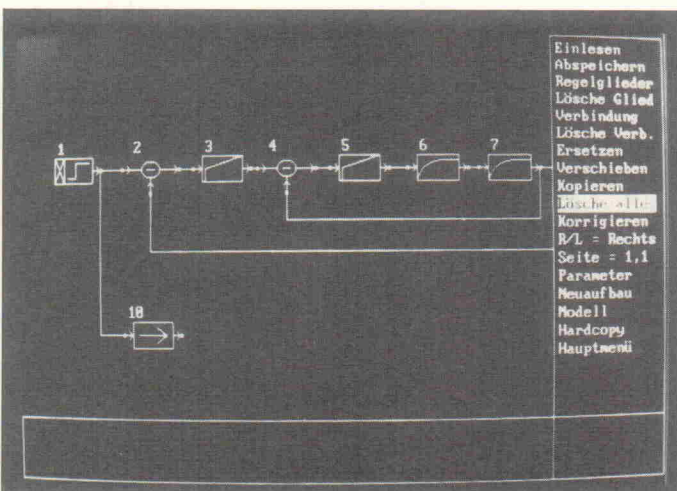 1 2 3 4 5 6 7
10
Einlesen
Abspeichern
Regelglieder
Lösche Glied
Verbindung
Lösche Verb.
Ersetzen
Verschieben
Kopieren
Lösche alle
Korrigieren
R/L = Rechts
Seite = 1,1
Parameter
Neuaufbau
Modell
Hardcopy
Hauptmenü